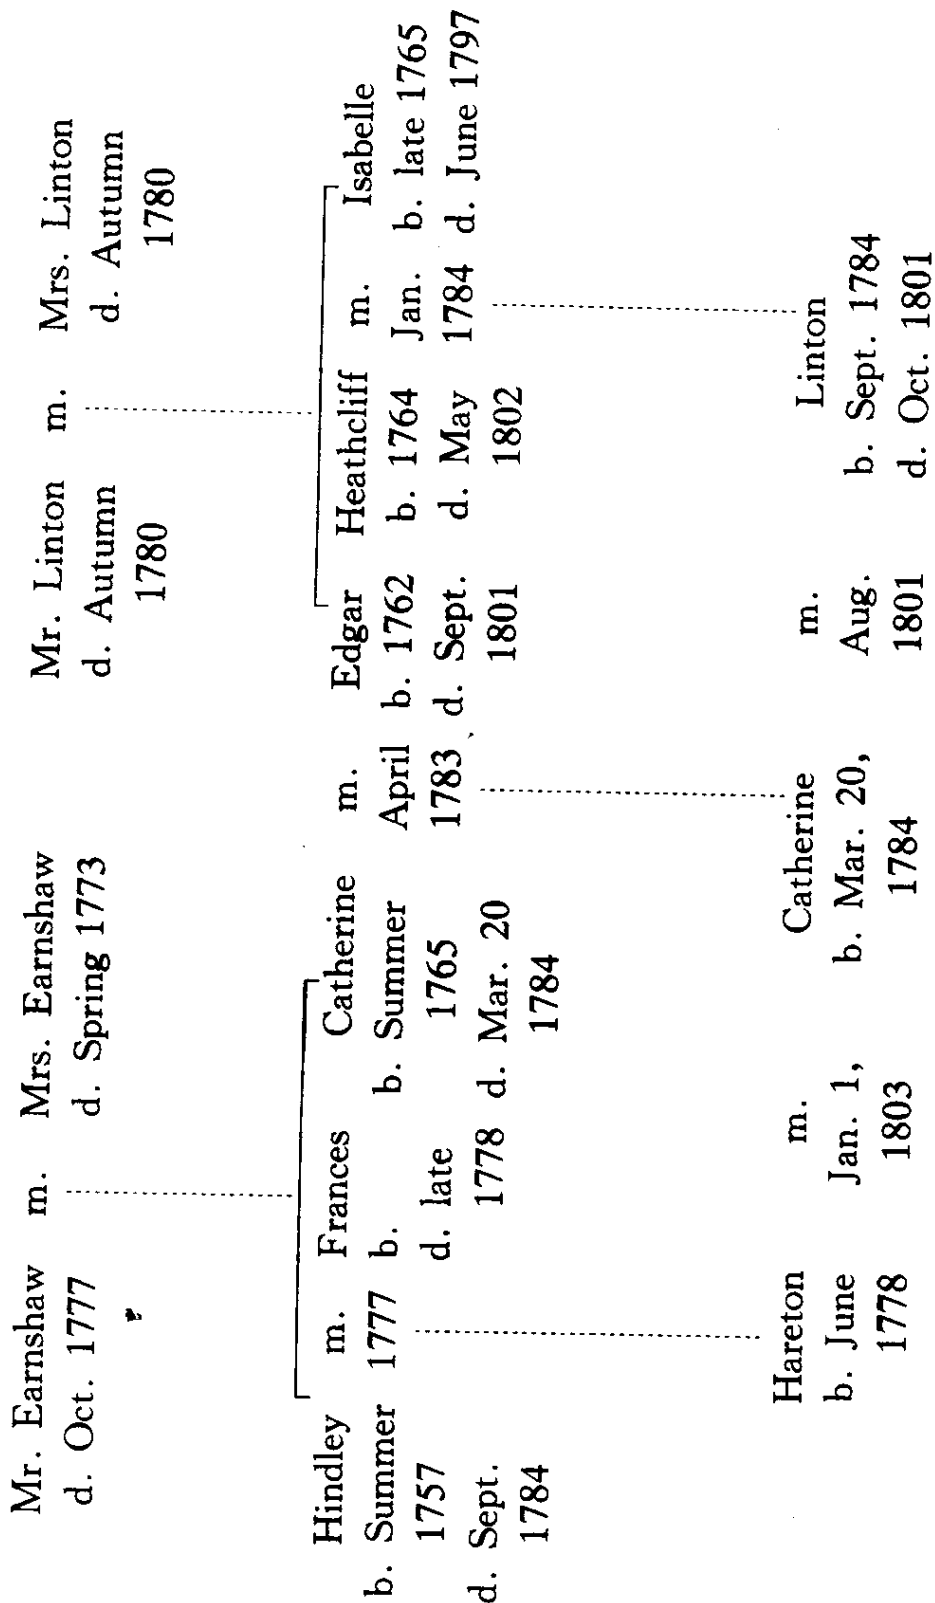 Mr. Earnshaw m. Mrs. Earnshaw Mr. Linton m. Mrs. Linton
d. Oct. 1777 d. Spring 1773 d. Autumn d. Autumn
1780 1780
Hindley m. Frances Catherine m. Edgar Heathcliff m. Isabelle
b. Summer 1777 b. b. Summer April b. 1762 b. 1764 Jan. b. late 1765
1757 d. late 1765 1783 d. Sept. d. May 1784 d. June 1797
d. Sept. 1778 d. Mar. 20 1801 1802
1784 1784
Hareton m. Catherine m. Linton
b. June Jan. 1, b. Mar. 20, Aug. b. Sept. 1784
1778 1803 1784 1801 d. Oct. 1801